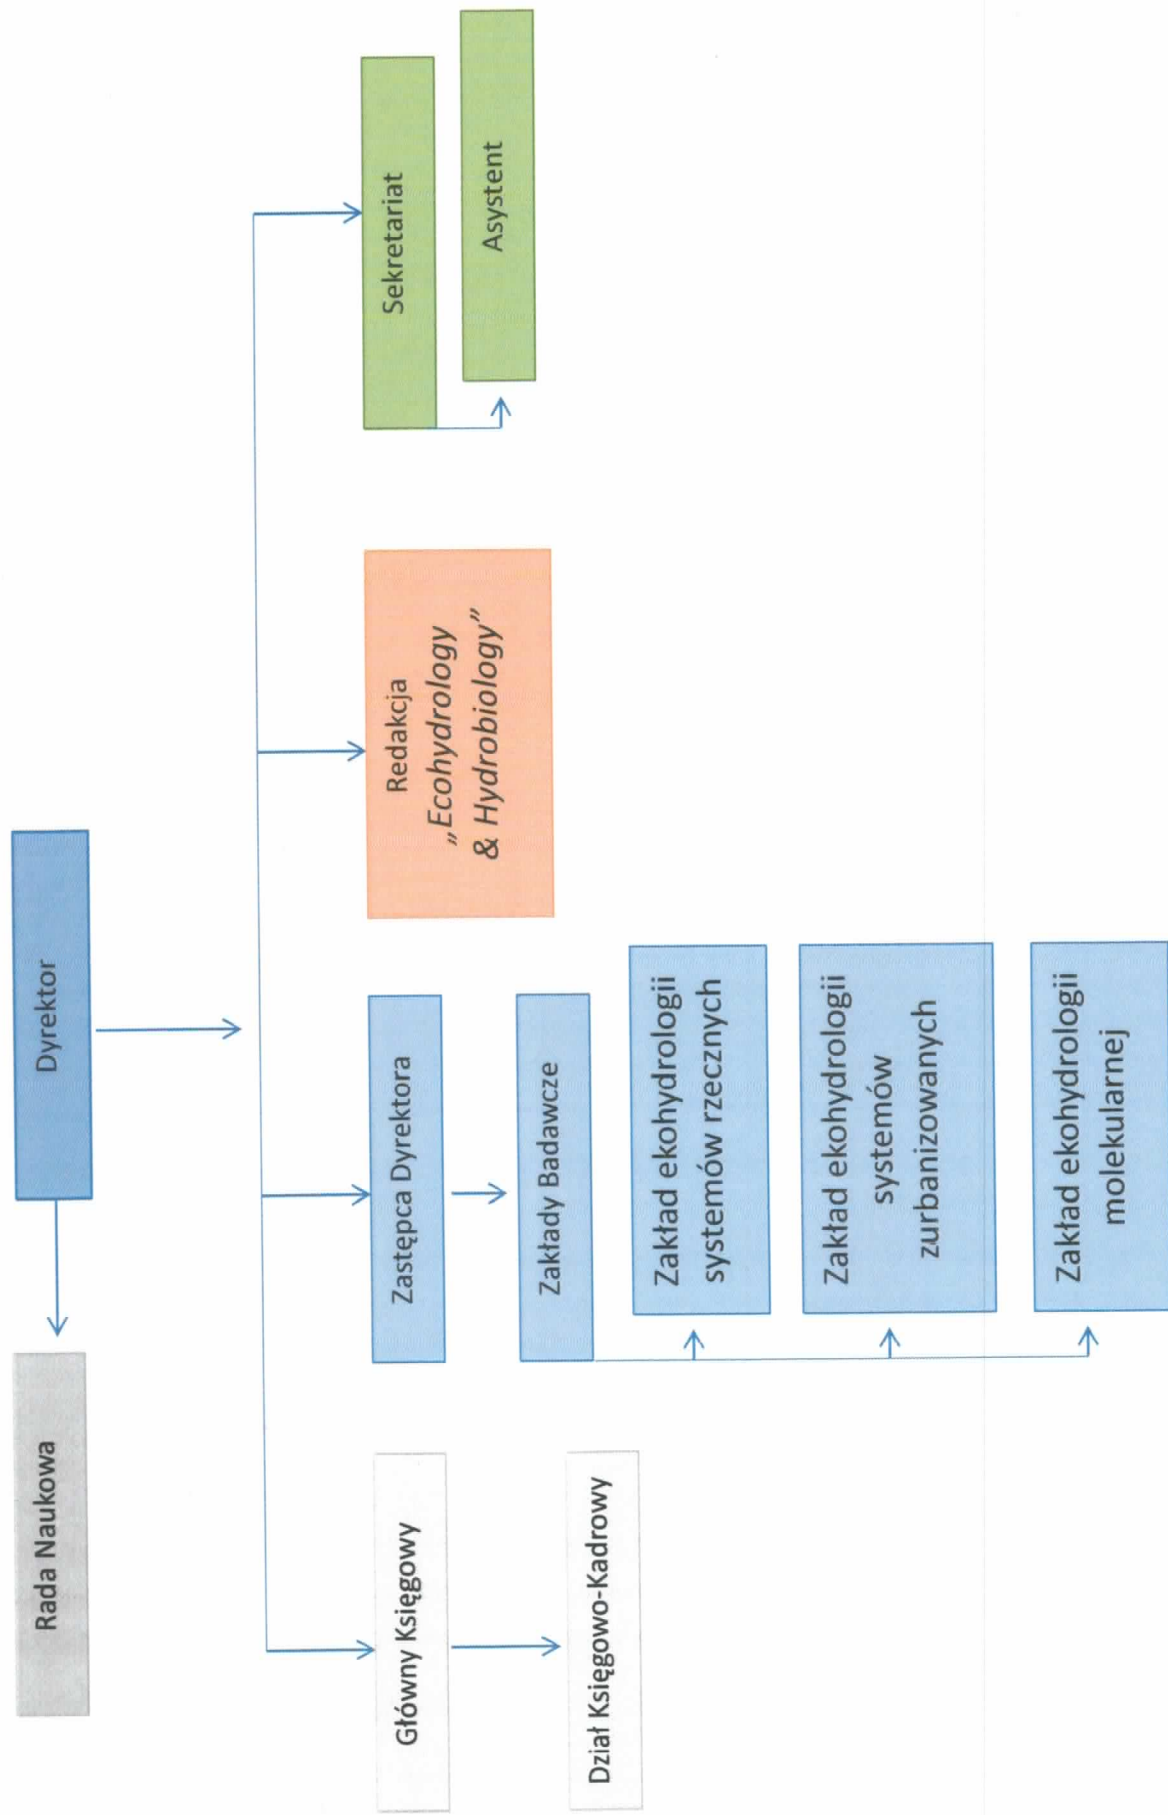 Rada Naukowa
Dyrektor
Główny Księgowy
Dział Księgowo-Kadrowy
Zastępca Dyrektora
Zakłady Badawcze
Zakład ekohydrologii
systemów rzecznych
Zakład ekohydrologii
systemów
zurbanizowanych
Zakład ekohydrologii
molekularnej
Redakcja
„Ecohydrology
& Hydrobiology”
Sekretariat
Asystent